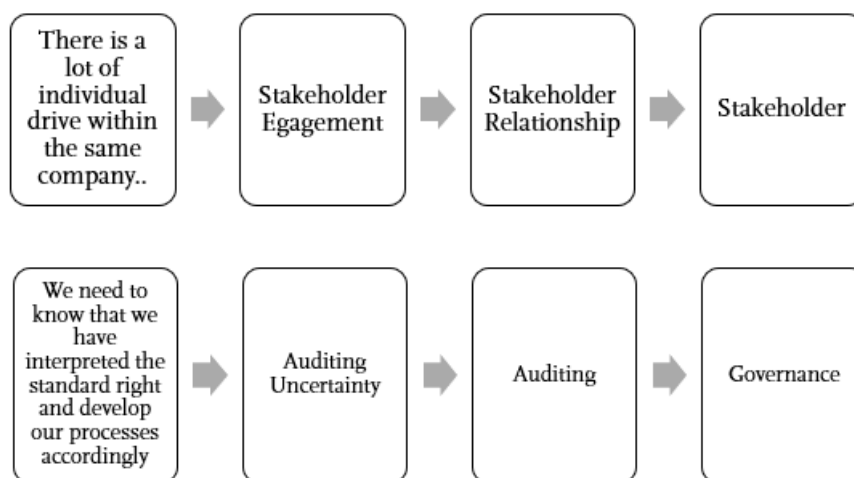 There is a
lot of
individual
drive within
the same
company..
Stakeholder
Egagement
Stakeholder
Relationship
Stakeholder
We need to
know that we
have
interpreted the
standard right
and develop
our processes
accordingly
Auditing
Uncertainty
Auditing
Governance